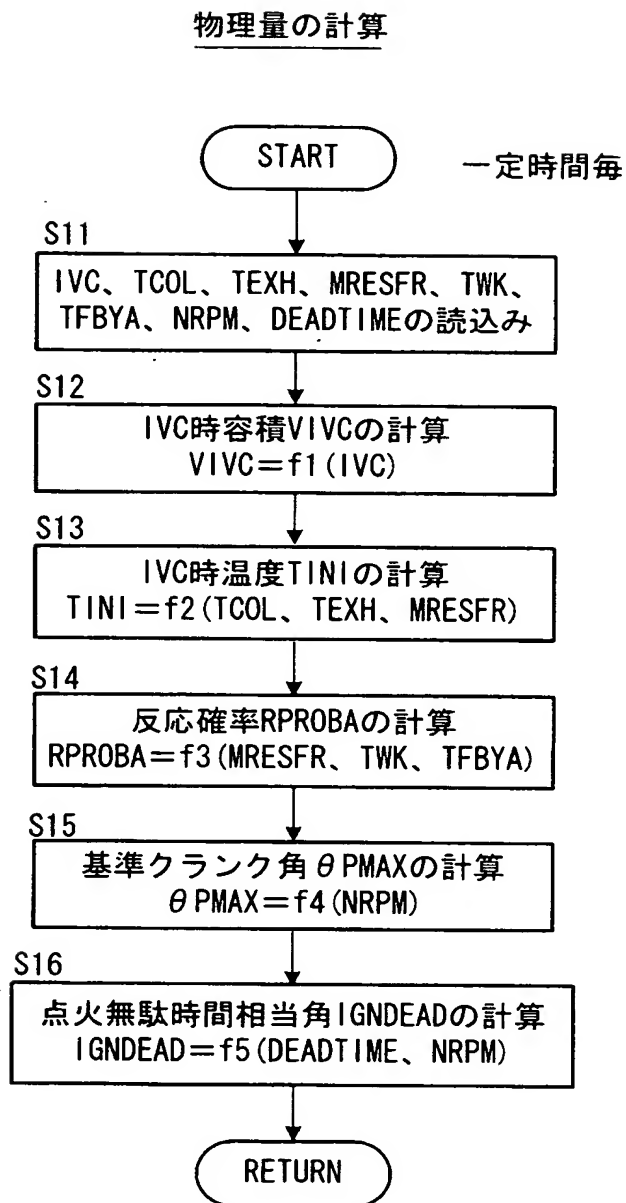 物理量の計算
START
一定時間毎
S11
IVC、TCOL、TEXH、MRESFR、TWK、
TFBYA、NRPM、DEADTIMEの読込み
S12
IVC時容積VIVCの計算
VIVC=f1(IVC)
S13
IVC時温度TINIの計算
TINI=f2(TCOL、TEXH、MRESFR)
S14
反応確率RPROBAの計算
RPROBA=f3(MRESFR、TWK、TFBYA)
S15
基準クランク角θPMAXの計算
θPMAX=f4(NRPM)
S16
点火無駄時間相当角IGNDEADの計算
IGNDEAD=f5(DEADTIME、NRPM)
RETURN